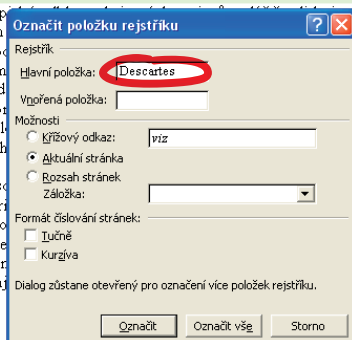 Označit položku rejstříku
Rejstřík
Hlavní položka: Descartes
Vnořená položka:
Možnosti
Křížový odkaz: viz
Aktuální stránka
Rozsah stránek
Záložka:
Formát číslování stránek:
Tučně
Kurzíva
Dialog zůstane otevřený pro označení více položek rejstříku.
Označit Označit vše Storno